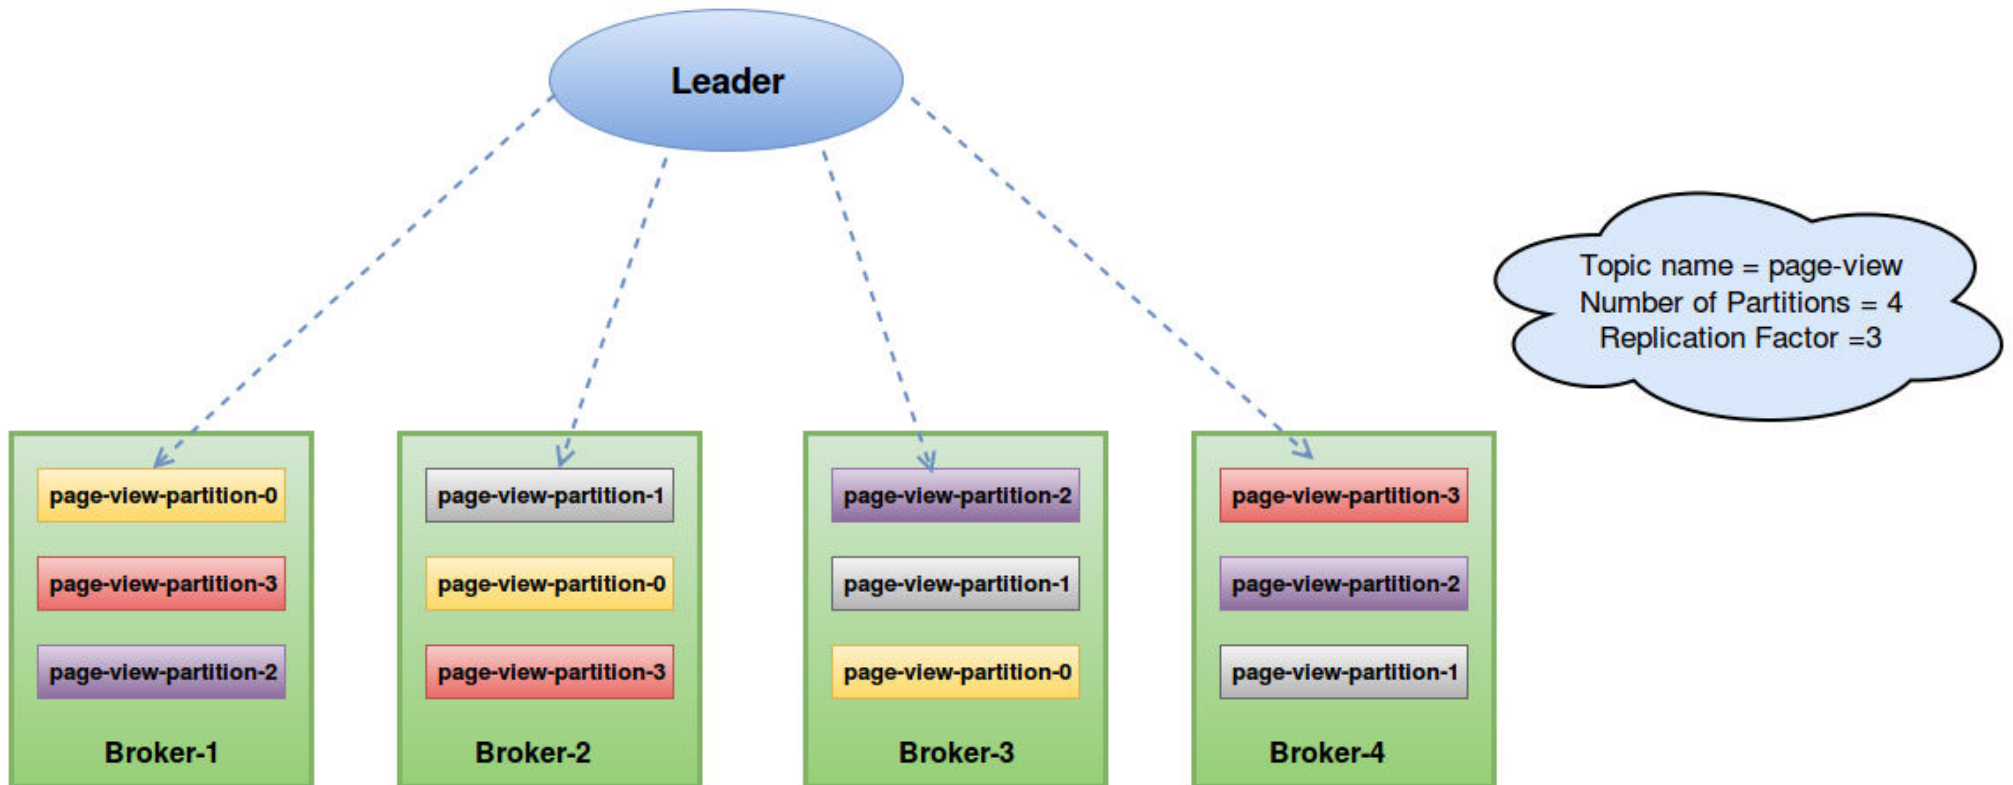 Leader
Topic name = page-view
Number of Partitions = 4
Replication Factor =3
page-view-partition-0
page-view-partition-3
page-view-partition-2
Broker-1
page-view-partition-1
page-view-partition-0
page-view-partition-3
Broker-2
page-view-partition-2
page-view-partition-1
page-view-partition-0
Broker-3
page-view-partition-3
page-view-partition-2
page-view-partition-1
Broker-4